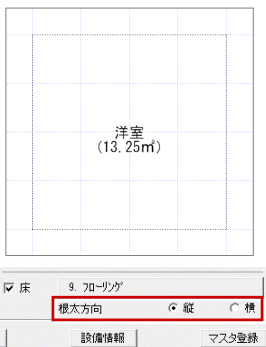 洋室
(13.25㎡)
床 9. フローリング
根太方向 縦 横
設備情報 マスタ登録